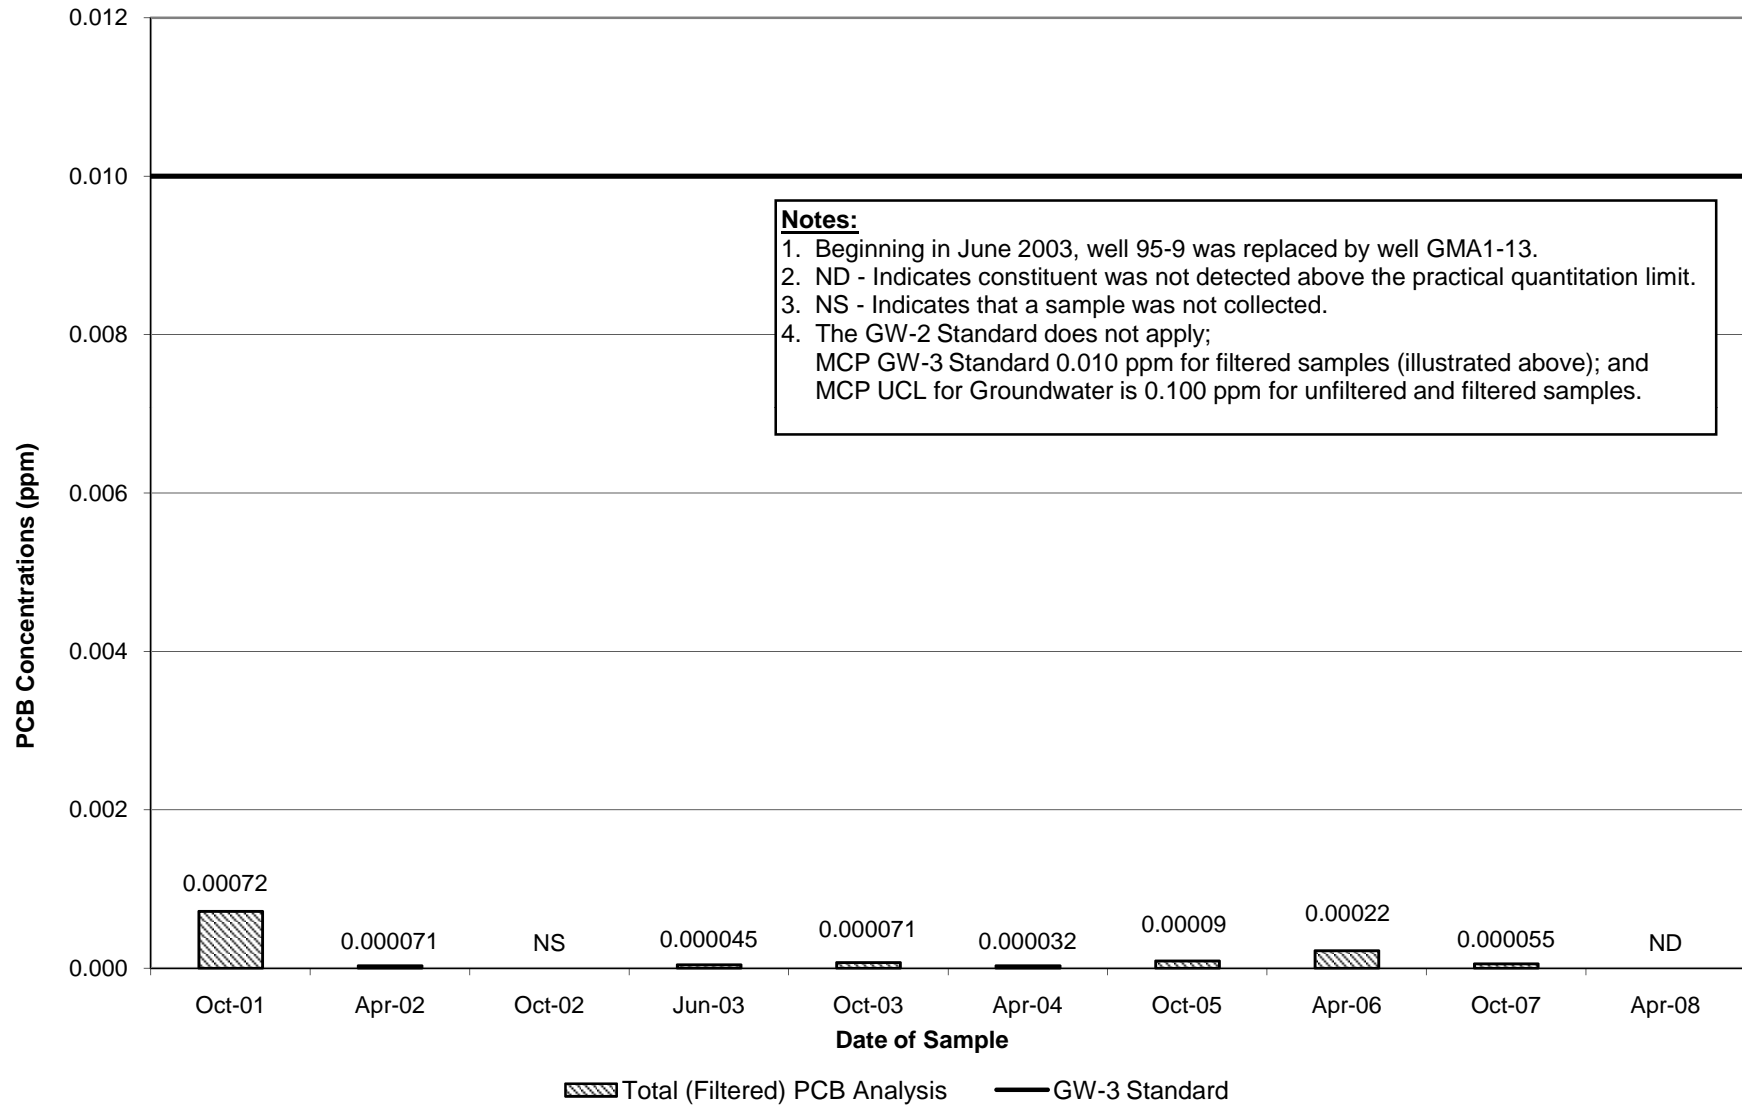 0.012
0.010
0.008
0.006
0.004
0.002
0.000
PCB Concentrations (ppm)
Notes:
1. Beginning in June 2003, well 95-9 was replaced by well GMA1-13.
2. ND - Indicates constituent was not detected above the practical quantitation limit.
3. NS - Indicates that a sample was not collected.
4. The GW-2 Standard does not apply;
MCP GW-3 Standard 0.010 ppm for filtered samples (illustrated above); and
MCP UCL for Groundwater is 0.100 ppm for unfiltered and filtered samples.
0.00072
0.000071
NS
0.000045
0.000071
0.000032
0.00009
0.00022
0.000055
ND
Oct-01
Apr-02
Oct-02
Jun-03
Oct-03
Apr-04
Oct-05
Apr-06
Oct-07
Apr-08
Date of Sample
Total (Filtered) PCB Analysis
GW-3 Standard